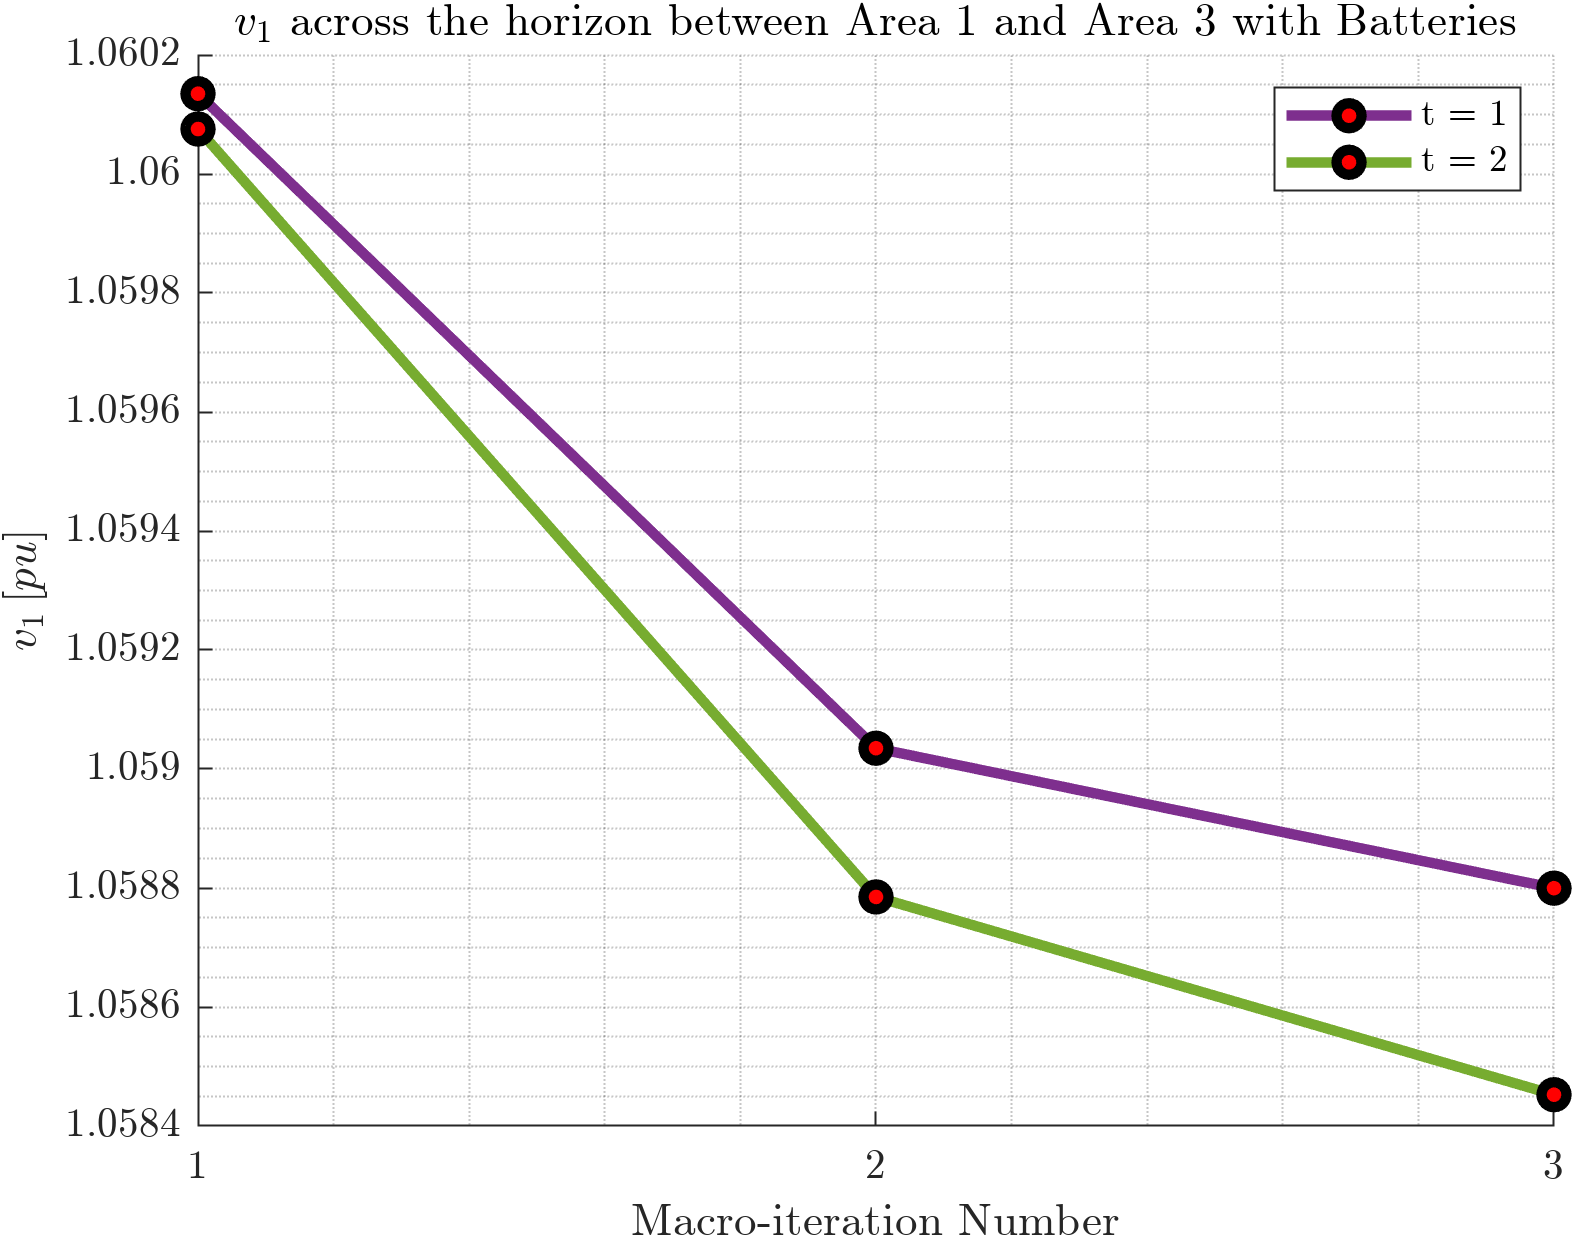 v₁ across the horizon between Area 1 and Area 3 with Batteries
1.0602
1.06
1.0598
1.0596
1.0594
1.0592
1.059
1.0588
1.0586
1.0584
v₁ [pu]
t = 1
t = 2
1 2 3
Macro-iteration Number